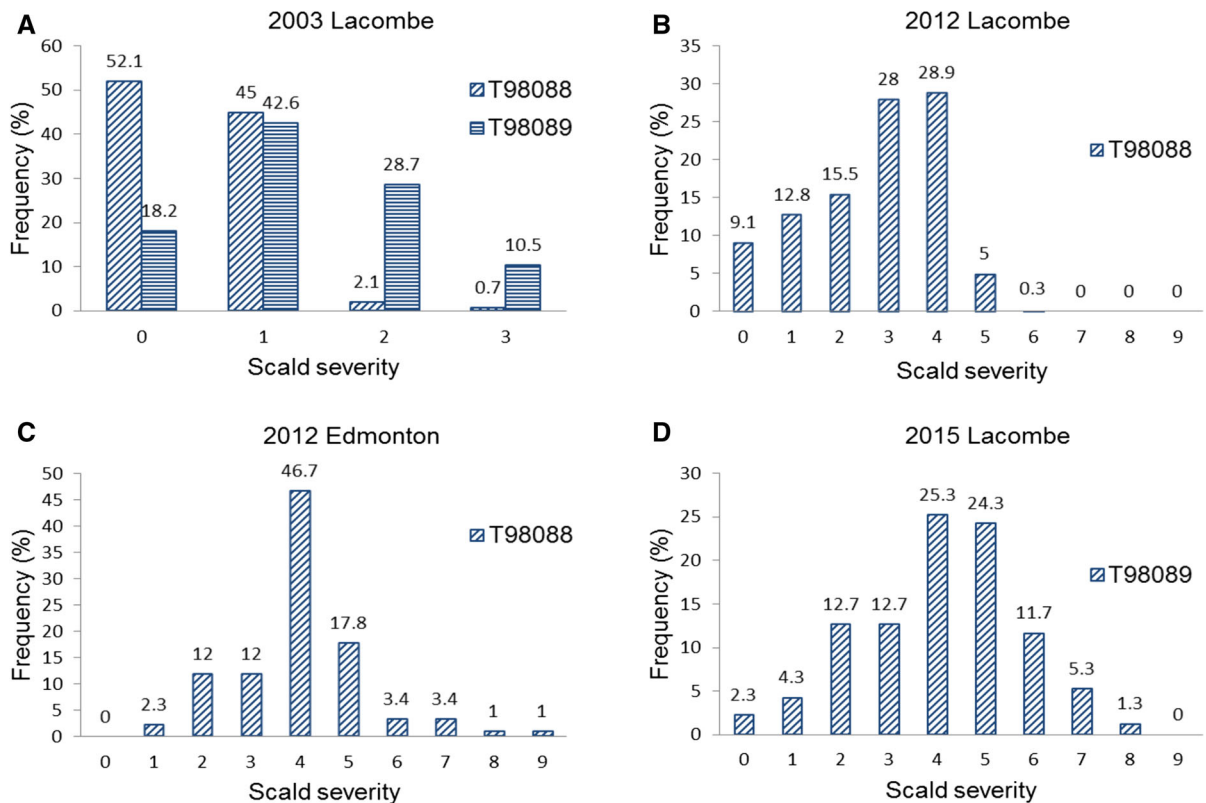 A
2003 Lacombe
Frequency (%)
60
50
40
30
20
10
0
52.1
18.2
45
42.6
2.1
28.7
0.7
10.5
T98088
T98089
0 1 2 3
Scald severity
B
2012 Lacombe
Frequency (%)
35
30
25
20
15
10
5
0
9.1
12.8
15.5
28
28.9
5
0.3
0
0
0
T98088
0 1 2 3 4 5 6 7 8 9
Scald severity
C
2012 Edmonton
Frequency (%)
50
45
40
35
30
25
20
15
10
5
0
0
2.3
12
12
46.7
17.8
3.4
3.4
1
1
T98088
0 1 2 3 4 5 6 7 8 9
Scald severity
D
2015 Lacombe
Frequency (%)
30
25
20
15
10
5
0
2.3
4.3
12.7
12.7
25.3
24.3
11.7
5.3
1.3
0
T98089
0 1 2 3 4 5 6 7 8 9
Scald severity